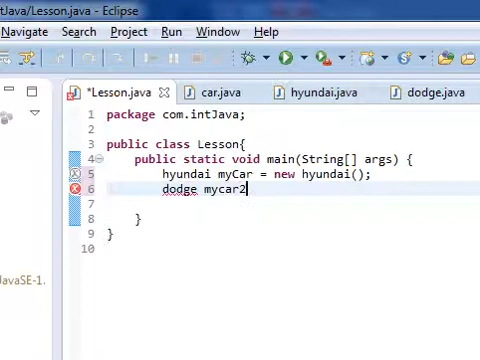 ntJava/Lesson.java - Eclipse
Navigate Search Project Run Window Help
*Lesson.java car.java hyundai.java dodge.java
1 package com.intJava;
2
3 public class Lesson{
4 public static void main(String[] args) {
5 hyundai myCar = new hyundai();
6 dodge mycar2
7
8 }
9 }
10
JavaSE-1.